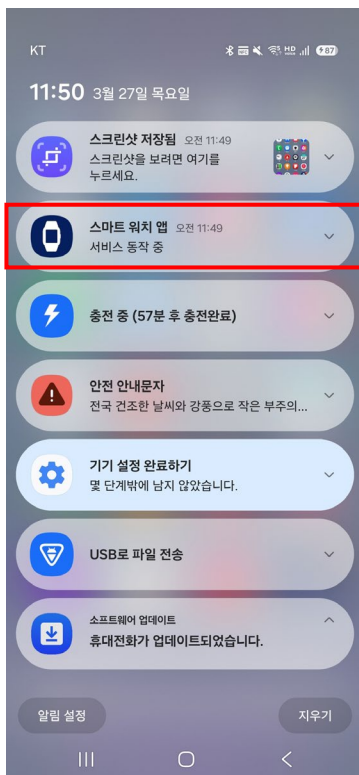 KT
87
11:50 3월 27일 목요일
스크린샷 저장됨 오전 11:49
스크린샷을 보려면 여기를
누르세요.
스마트 워치 앱 오전 11:49
서비스 동작 중
충전 중 (57분 후 충전완료)
안전 안내문자
전국 건조한 날씨와 강풍으로 작은 부주의...
기기 설정 완료하기
몇 단계밖에 남지 않았습니다.
USB로 파일 전송
소프트웨어 업데이트
휴대전화가 업데이트되었습니다.
알림 설정
지우기